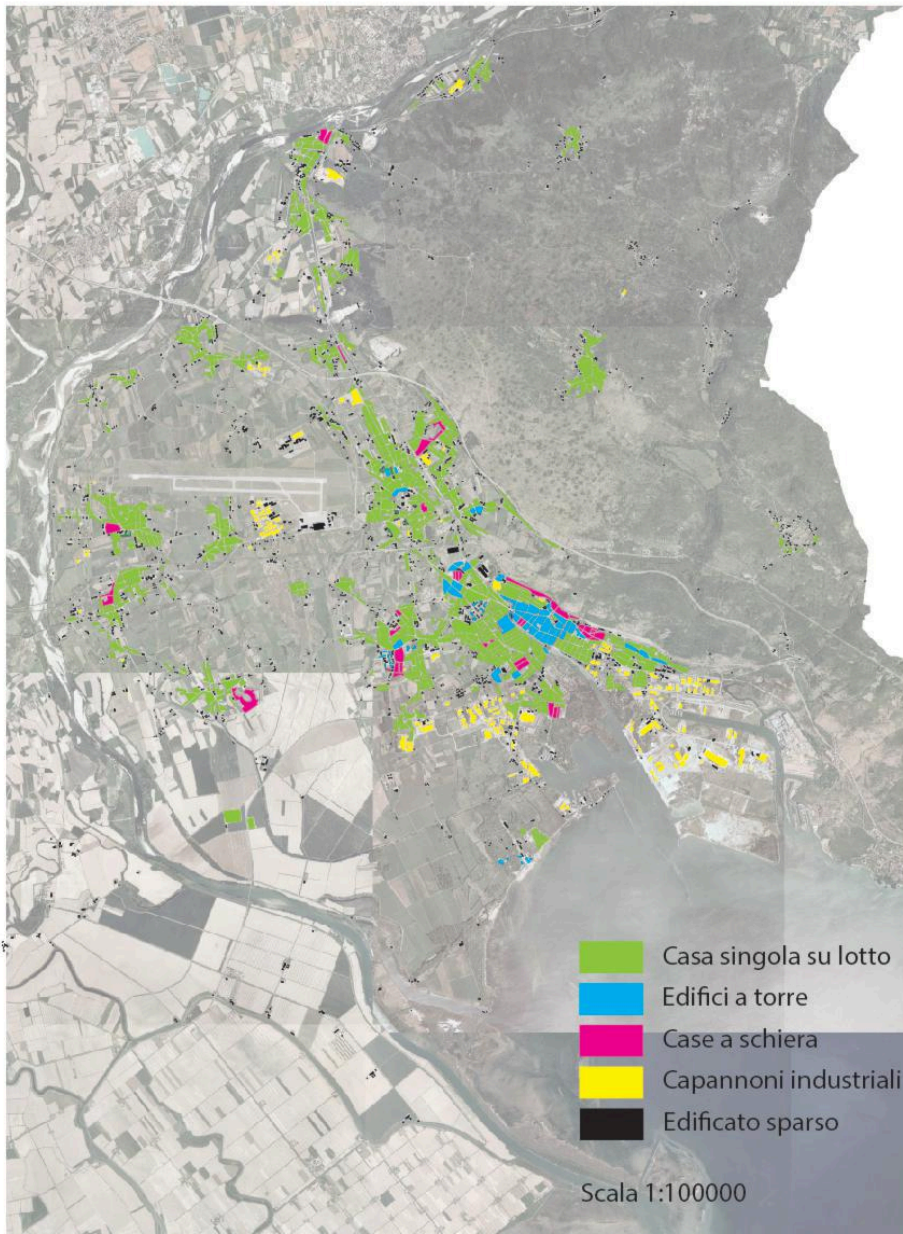 Casa singola su lotto
Edifici a torre
Case a schiera
Capannoni industriali
Edificato sparso
Scala 1:100000